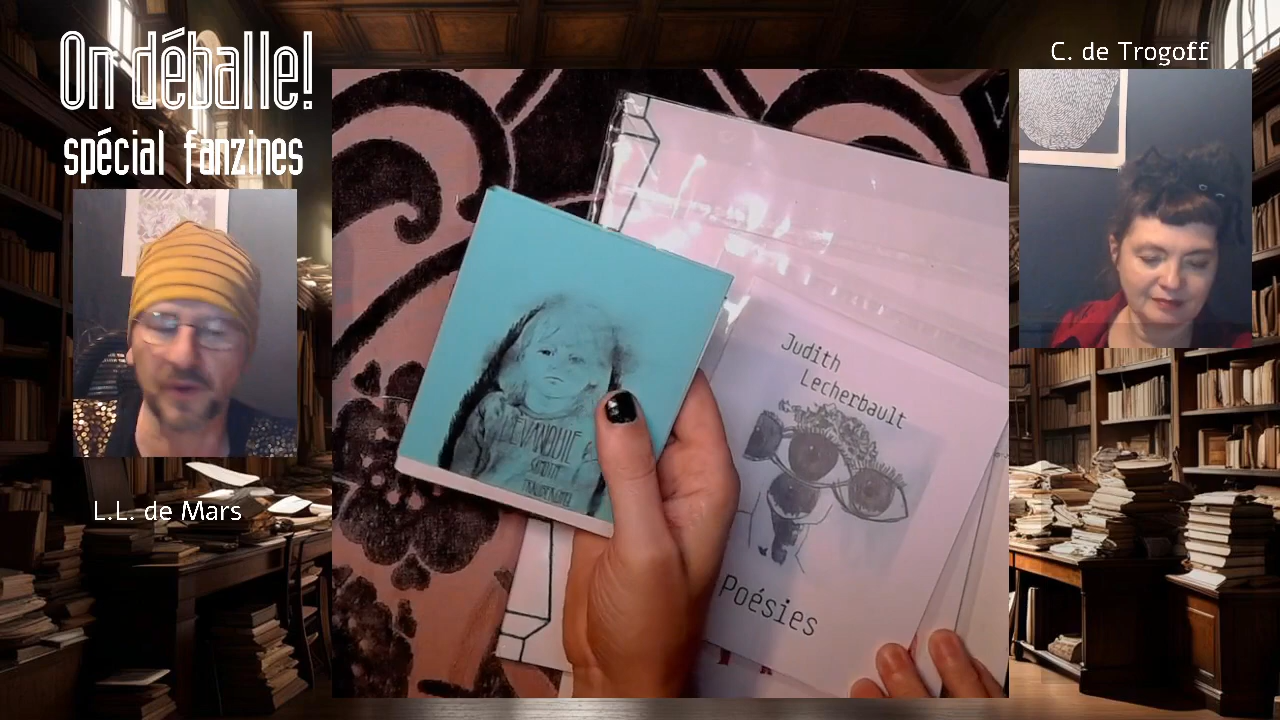 On déballe!
spécial fanzines
C. de Trogoff
L.L. de Mars
Judith
Lecherbault
Poésies